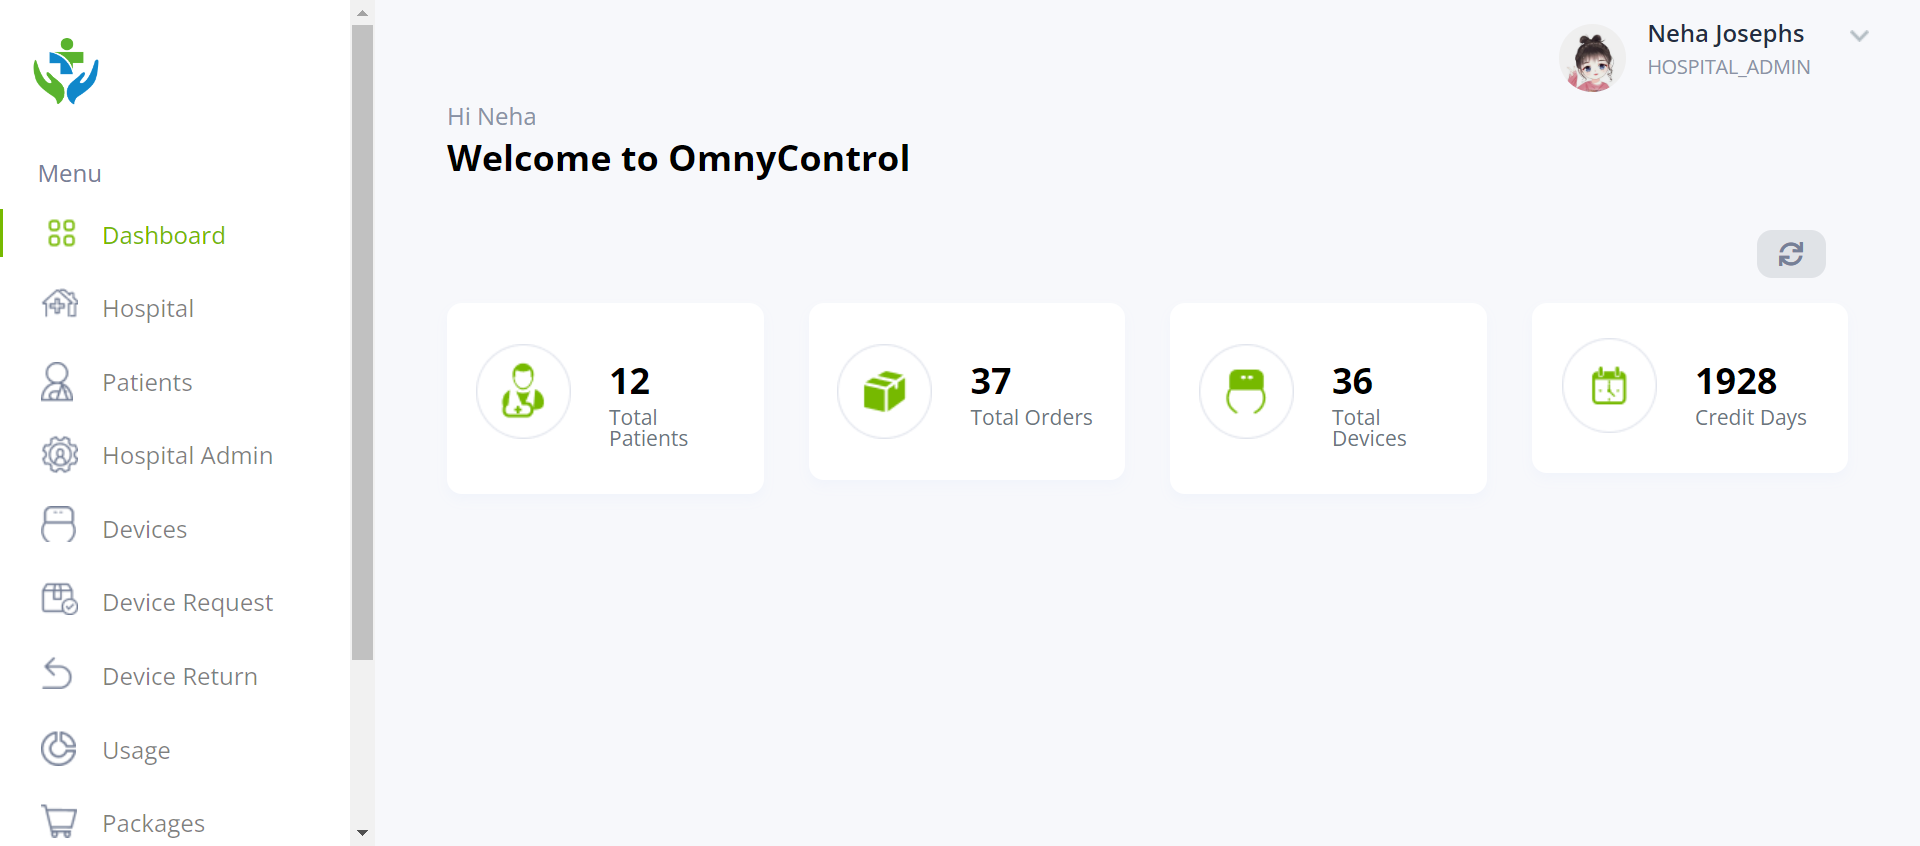 Neha Josephs
HOSPITAL_ADMIN
Hi Neha
Welcome to OmnyControl
Menu
Dashboard
Hospital
Patients
Hospital Admin
Devices
Device Request
Device Return
Usage
Packages
12
Total
Patients
37
Total Orders
36
Total
Devices
1928
Credit Days